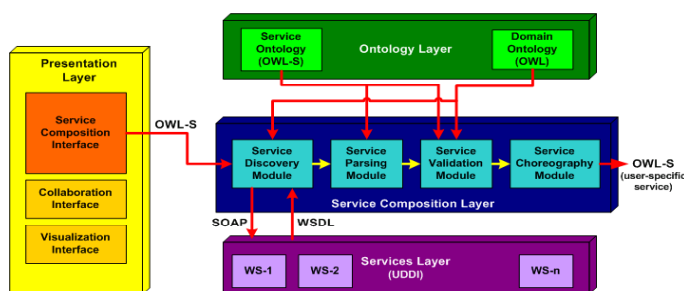 Presentation
Layer
Service
Composition
Interface
Collaboration
Interface
Visualization
Interface
OWL-S
Service
Ontology
(OWL-S)
Ontology Layer
Domain
Ontology
(OWL)
Service
Discovery
Module
Service
Parsing
Module
Service
Validation
Module
Service
Choreography
Module
Service Composition Layer
OWL-S
(user-specific
service)
SOAP
WSDL
Services Layer
(UDDI)
WS-1
WS-2
WS-n